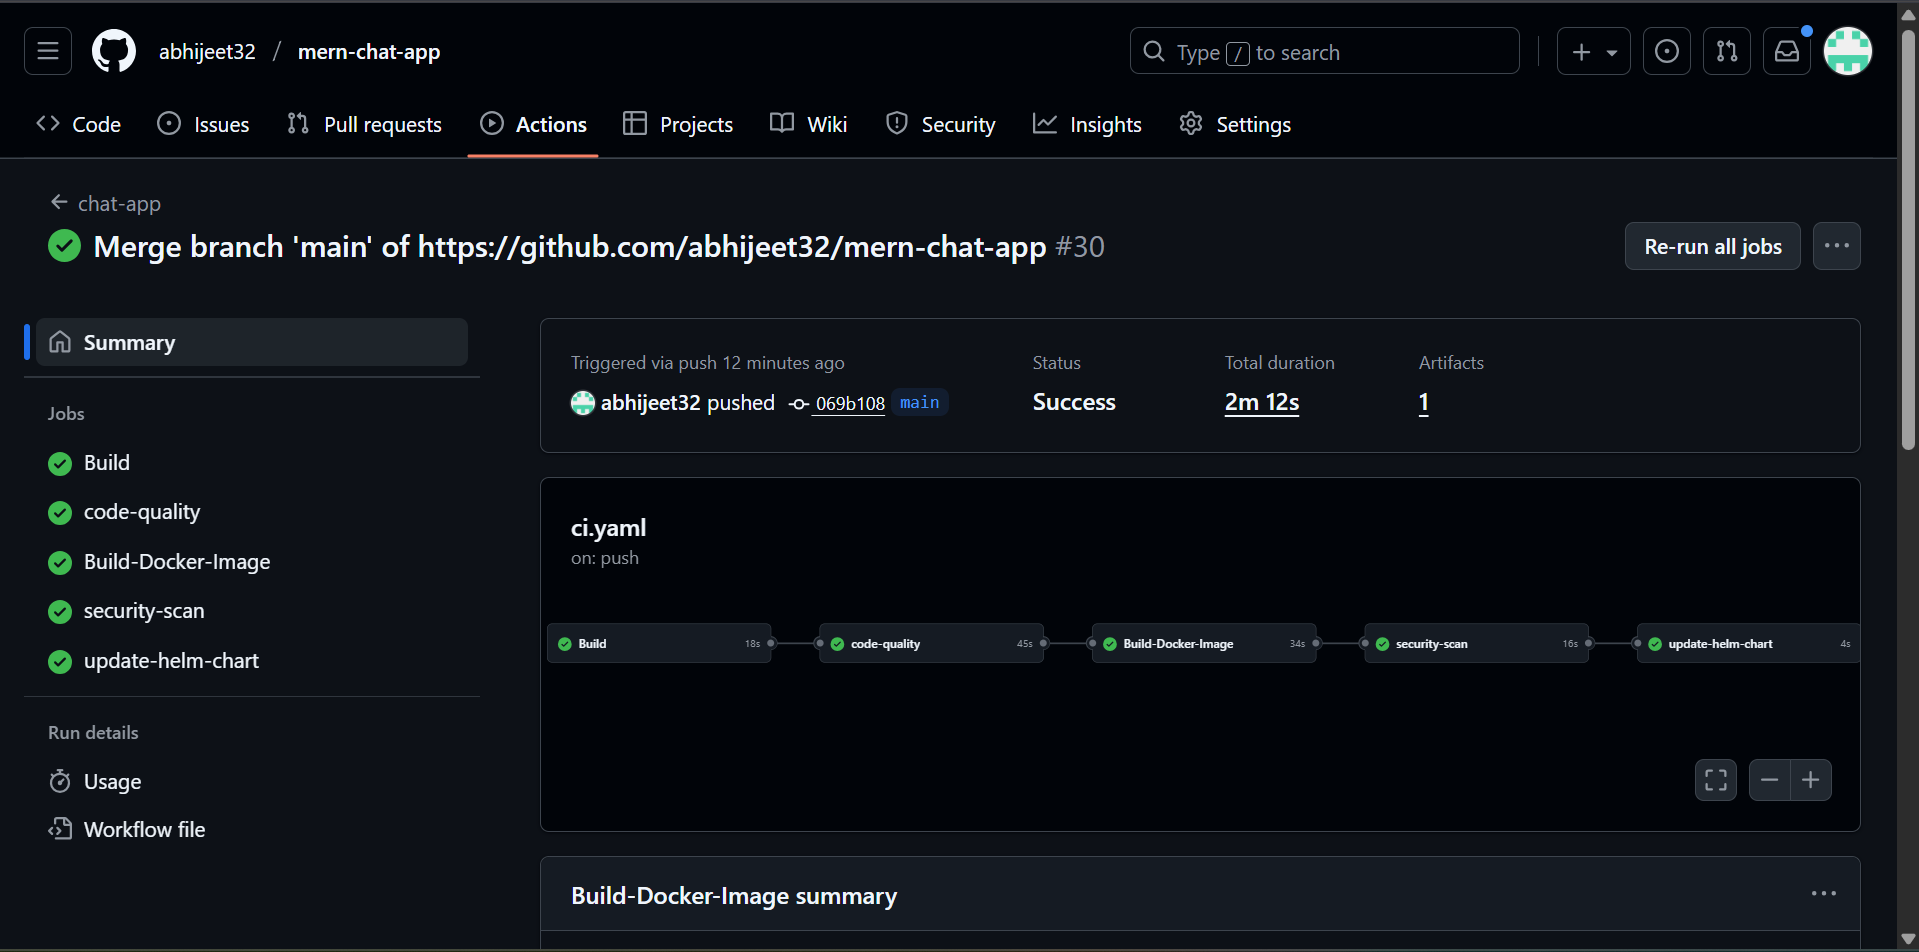 abhijeet32 / mern-chat-app
Type / to search
Code Issues Pull requests Actions Projects Wiki Security Insights Settings
chat-app
Merge branch 'main' of https://github.com/abhijeet32/mern-chat-app #30
Re-run all jobs
Summary
Jobs
Build
code-quality
Build-Docker-Image
security-scan
update-helm-chart
Run details
Usage
Workflow file
Triggered via push 12 minutes ago
abhijeet32 pushed 069b108 main
Status
Success
Total duration
2m 12s
Artifacts
1
ci.yaml
on: push
Build 18s
code-quality 45s
Build-Docker-Image 34s
security-scan 16s
update-helm-chart 4s
Build-Docker-Image summary